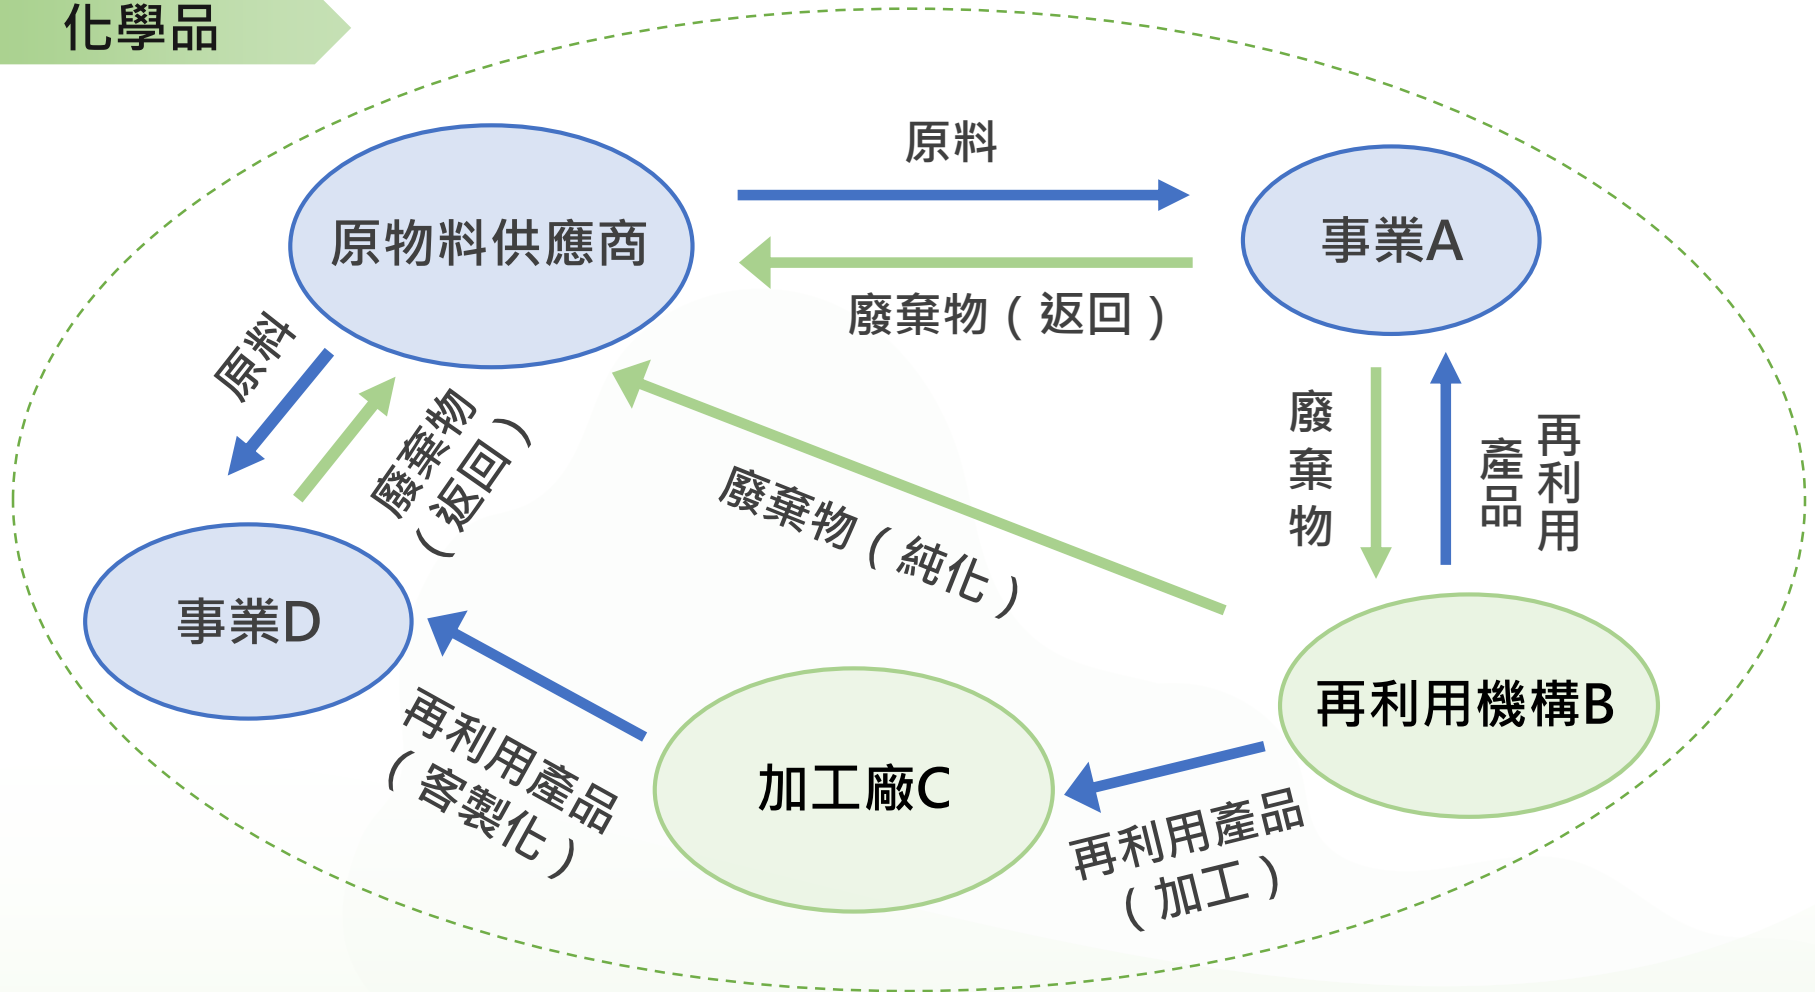 化學品
原料
原物料供應商
事業A
廢棄物（返回）
原料
廢棄物
（返回）
廢棄物
再利用
產品
廢棄物（純化）
事業D
再利用機構B
加工廠C
再利用產品
（客製化）
再利用產品
（加工）